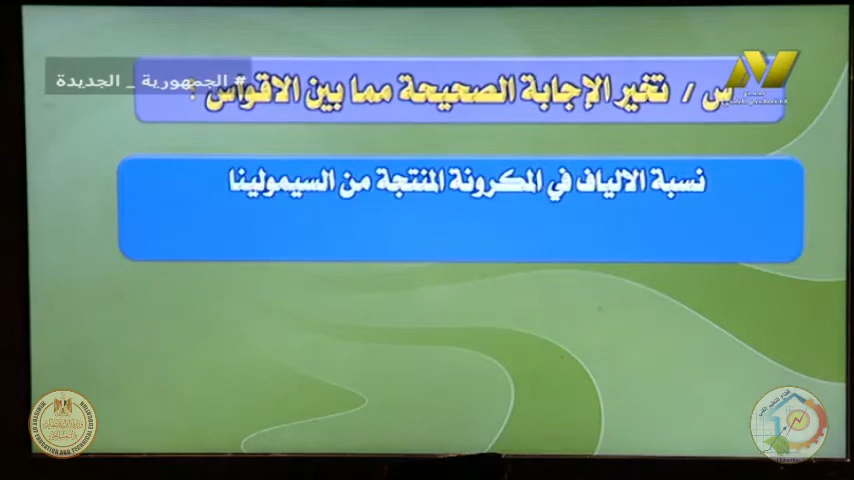 # الجمهورية _ الجديدة
س / تخير الإجابة الصحيحة مما بين الاقواس :
نسبة الالياف في المكرونة المنتجة من السيمولينا